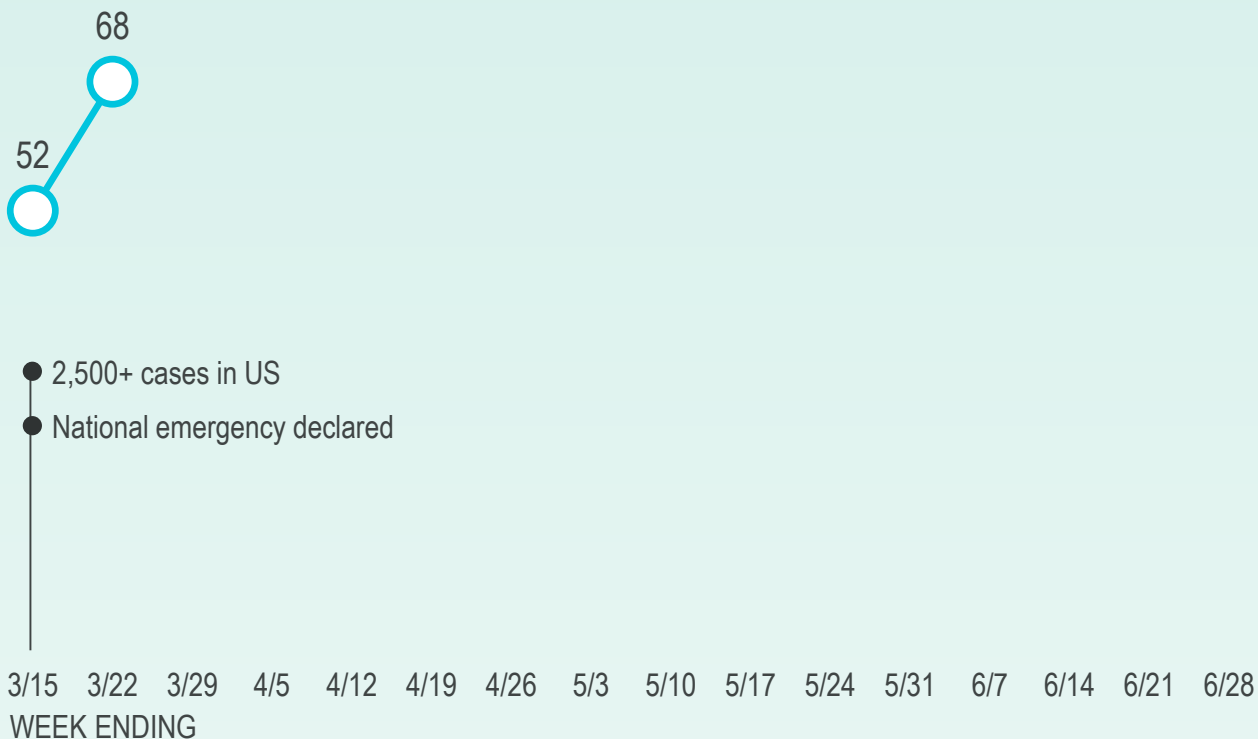 68
52
2,500+ cases in US
National emergency declared
3/15 3/22 3/29 4/5 4/12 4/19 4/26 5/3 5/10 5/17 5/24 5/31 6/7 6/14 6/21 6/28
WEEK ENDING